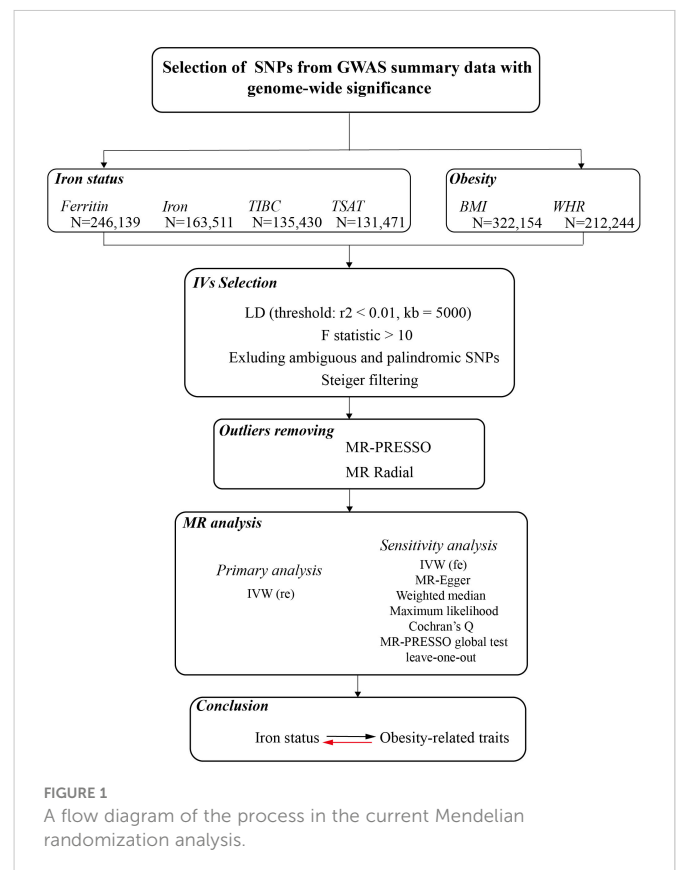 Selection of SNPs from GWAS summary data with
genome-wide significance
Iron status
Ferritin Iron TIBC TSAT
N=246,139 N=163,511 N=135,430 N=131,471
Obesity
BMI WHR
N=322,154 N=212,244
IVs Selection
LD (threshold: r2 < 0.01, kb = 5000)
F statistic > 10
Exluding ambiguous and palindromic SNPs
Steiger filtering
Outliers removing
MR-PRESSO
MR Radial
MR analysis
Primary analysis
IVW (re)
Sensitivity analysis
IVW (fe)
MR-Egger
Weighted median
Maximum likelihood
Cochran's Q
MR-PRESSO global test
leave-one-out
Conclusion
Iron status Obesity-related traits
FIGURE 1
A flow diagram of the process in the current Mendelian
randomization analysis.